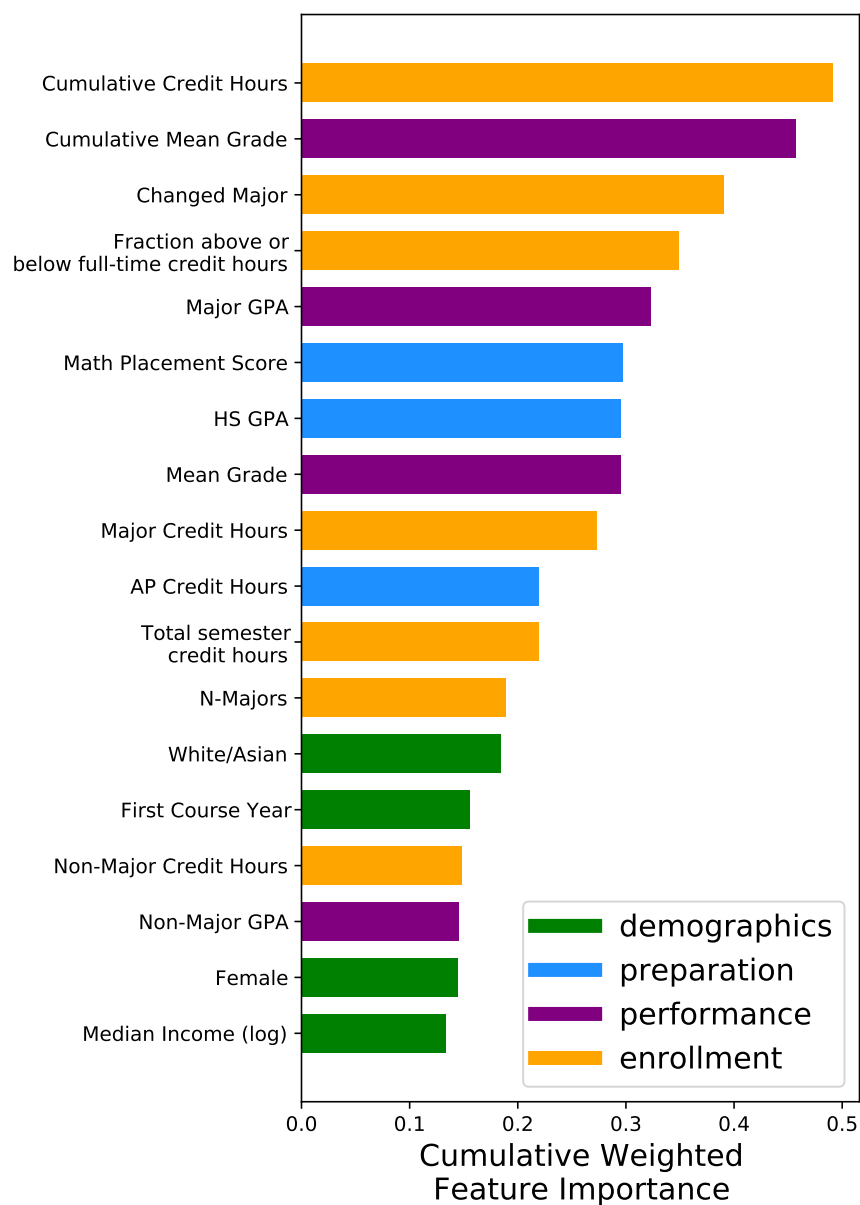 Cumulative Credit Hours
Cumulative Mean Grade
Changed Major
Fraction above or
below full-time credit hours
Major GPA
Math Placement Score
HS GPA
Mean Grade
Major Credit Hours
AP Credit Hours
Total semester
credit hours
N-Majors
White/Asian
First Course Year
Non-Major Credit Hours
Non-Major GPA
Female
Median Income (log)
demographics
preparation
performance
enrollment
0.0 0.1 0.2 0.3 0.4 0.5
Cumulative Weighted
Feature Importance